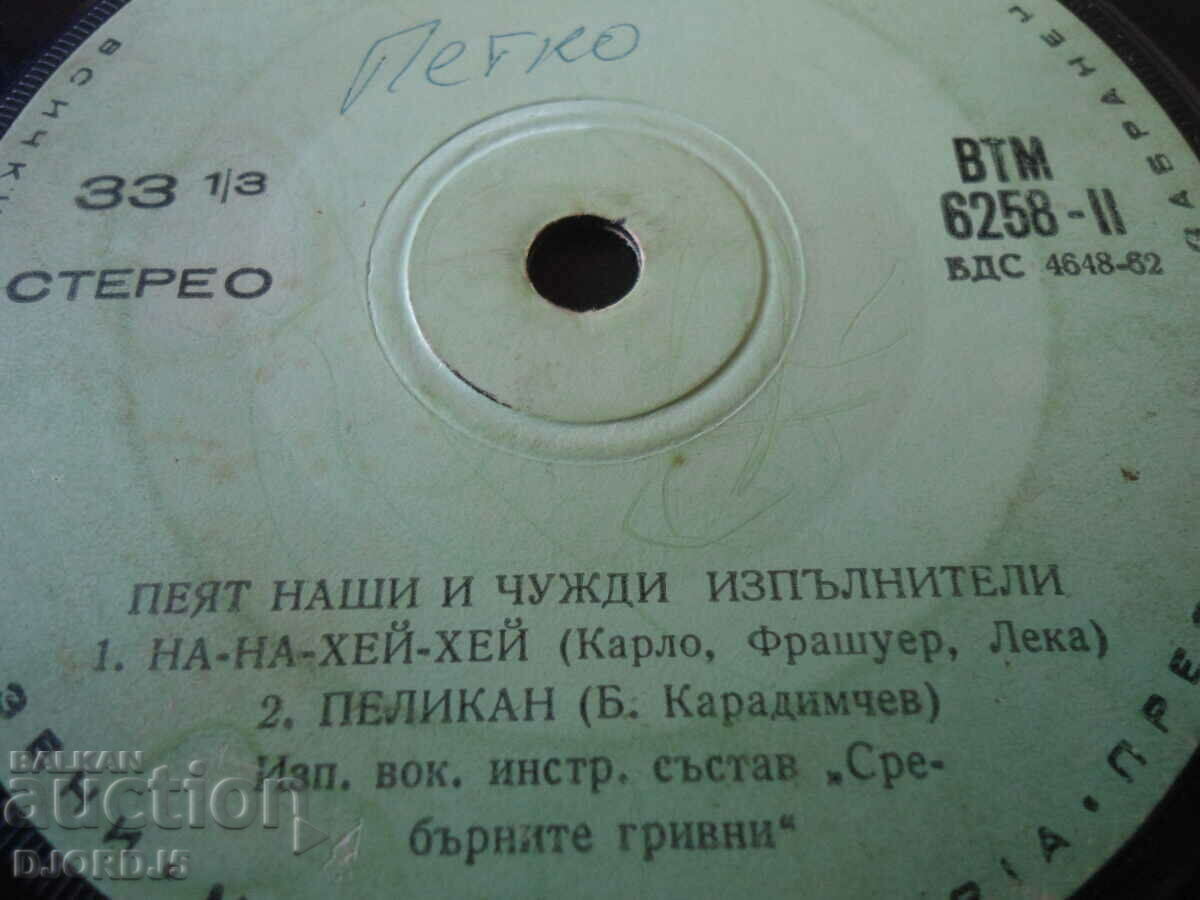 Петко
33 1/3
СТЕРЕО
ВТМ
6258-II
БДС 4648-62
ПЕЯТ НАШИ И ЧУЖДИ ИЗПЪЛНИТЕЛИ
1. НА-НА-ХЕЙ-ХЕЙ (Карло, Фрашуер, Лека)
2. ПЕЛИКАН (Б. Карадимчев)
Изп. вок. инстр. състав „Сре-
бърните гривни“
BALKAN
auction
DJORDJ5